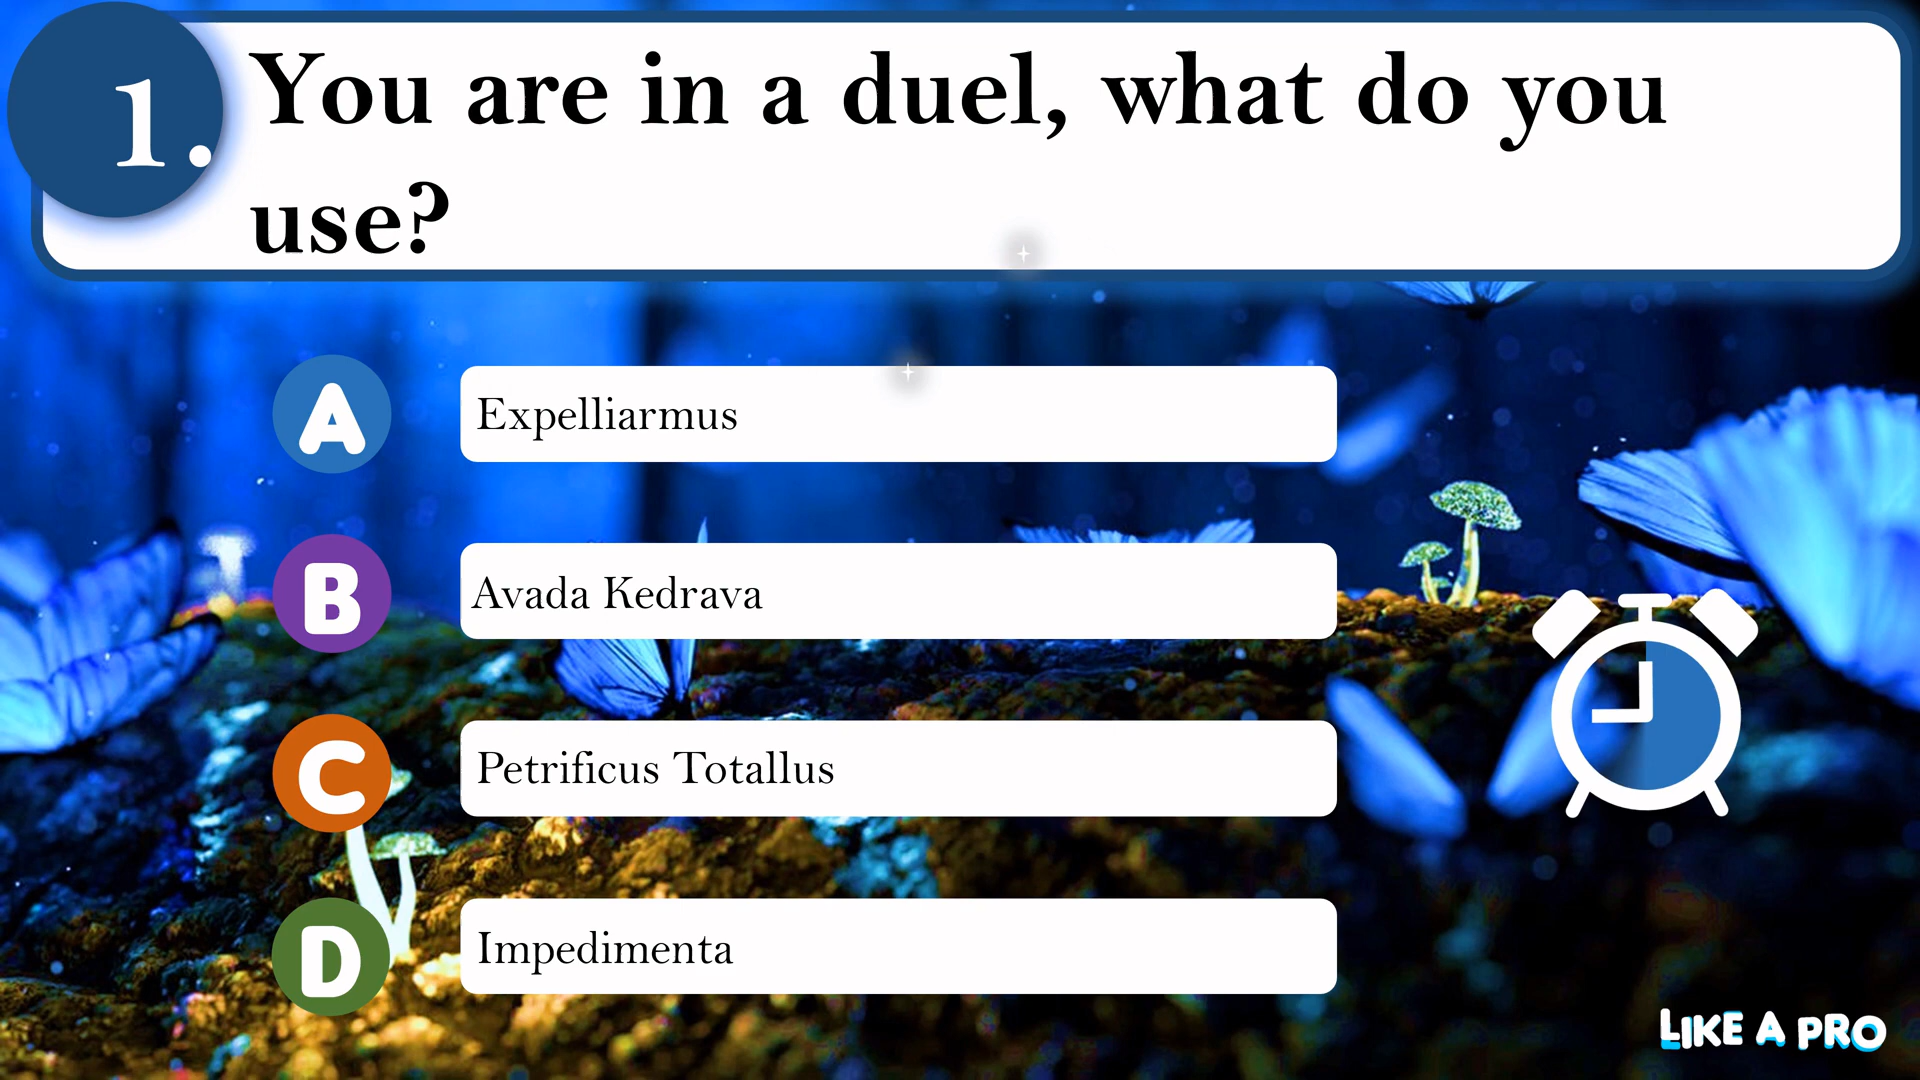 1.
You are in a duel, what do you
use?
A
Expelliarmus
B
Avada Kedrava
C
Petrificus Totallus
D
Impedimenta
LIKE A PRO